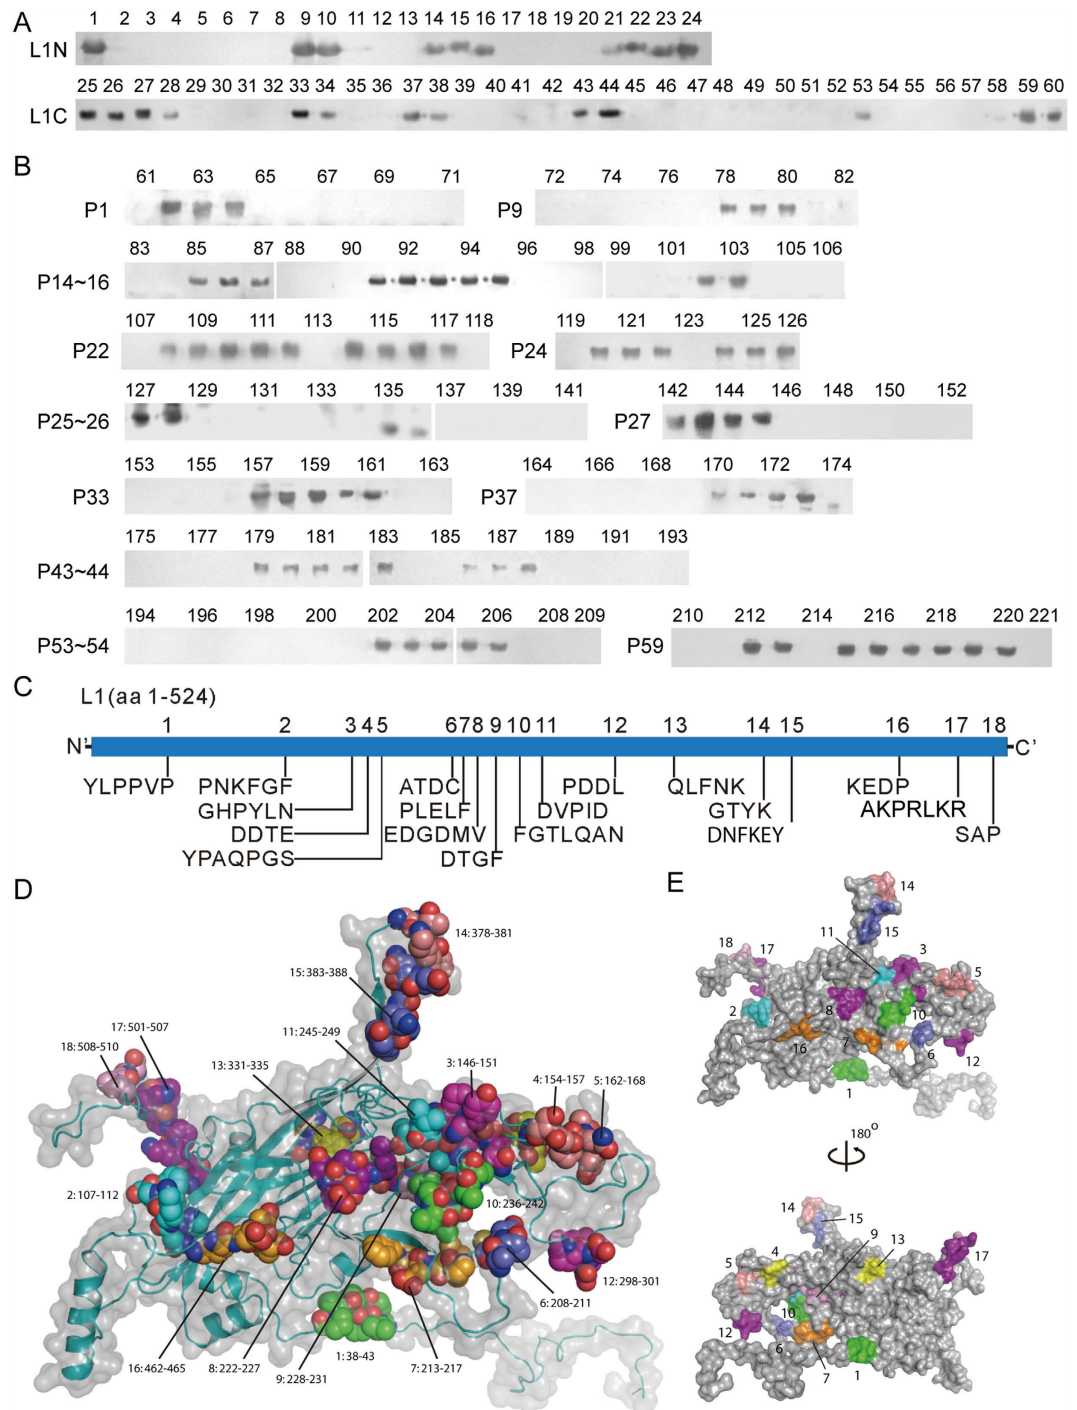 A
1 2 3 4 5 6 7 8 9 10 11 12 13 14 15 16 17 18 19 20 21 22 23 24
L1N
25 26 27 28 29 30 31 32 33 34 35 36 37 38 39 40 41 42 43 44 45 46 47 48 49 50 51 52 53 54 55 56 57 58 59 60
L1C
B
61 63 65 67 69 71
P1
72 74 76 78 80 82
P9
83 85 87 88 90 92 94 96 98 99 101 103 105 106
P14~16
107 109 111 113 115 117 118
P22
119 121 123 125 126
P24
127 129 131 133 135 137 139 141
P25~26
142 144 146 148 150 152
P27
153 155 157 159 161 163
P33
164 166 168 170 172 174
P37
175 177 179 181 183 185 187 189 191 193
P43~44
194 196 198 200 202 204 206 208 209
P53~54
210 212 214 216 218 220 221
P59
C
L1(aa 1-524)
1 2 3 4 5 6 7 8 9 10 11 12 13 14 15 16 17 18
N' C'
YLPPVP PNKFGF ATDC PDDL QLFNK KEDP
GHPYLN PLELF DVPID GTYK AKPRLKR
DDTE EDGDMV FGTLQAN DNFKEY SAP
YPAQPGS DTGF
D
14:378-381
15:383-388
17:501-507
11:245-249
18:508-510
13:331-335
3:146-151
4:154-157
5:162-168
2:107-112
10:236-242
12:298-301
6:208-211
16:462-465
8:222-227
1:38-43
7:213-217
9:228-231
E
14
11
15
18
17
3
5
2
8
10
16
7
6
12
1
180°
14
15
9
13
17
5
4
10
12
6
7
1